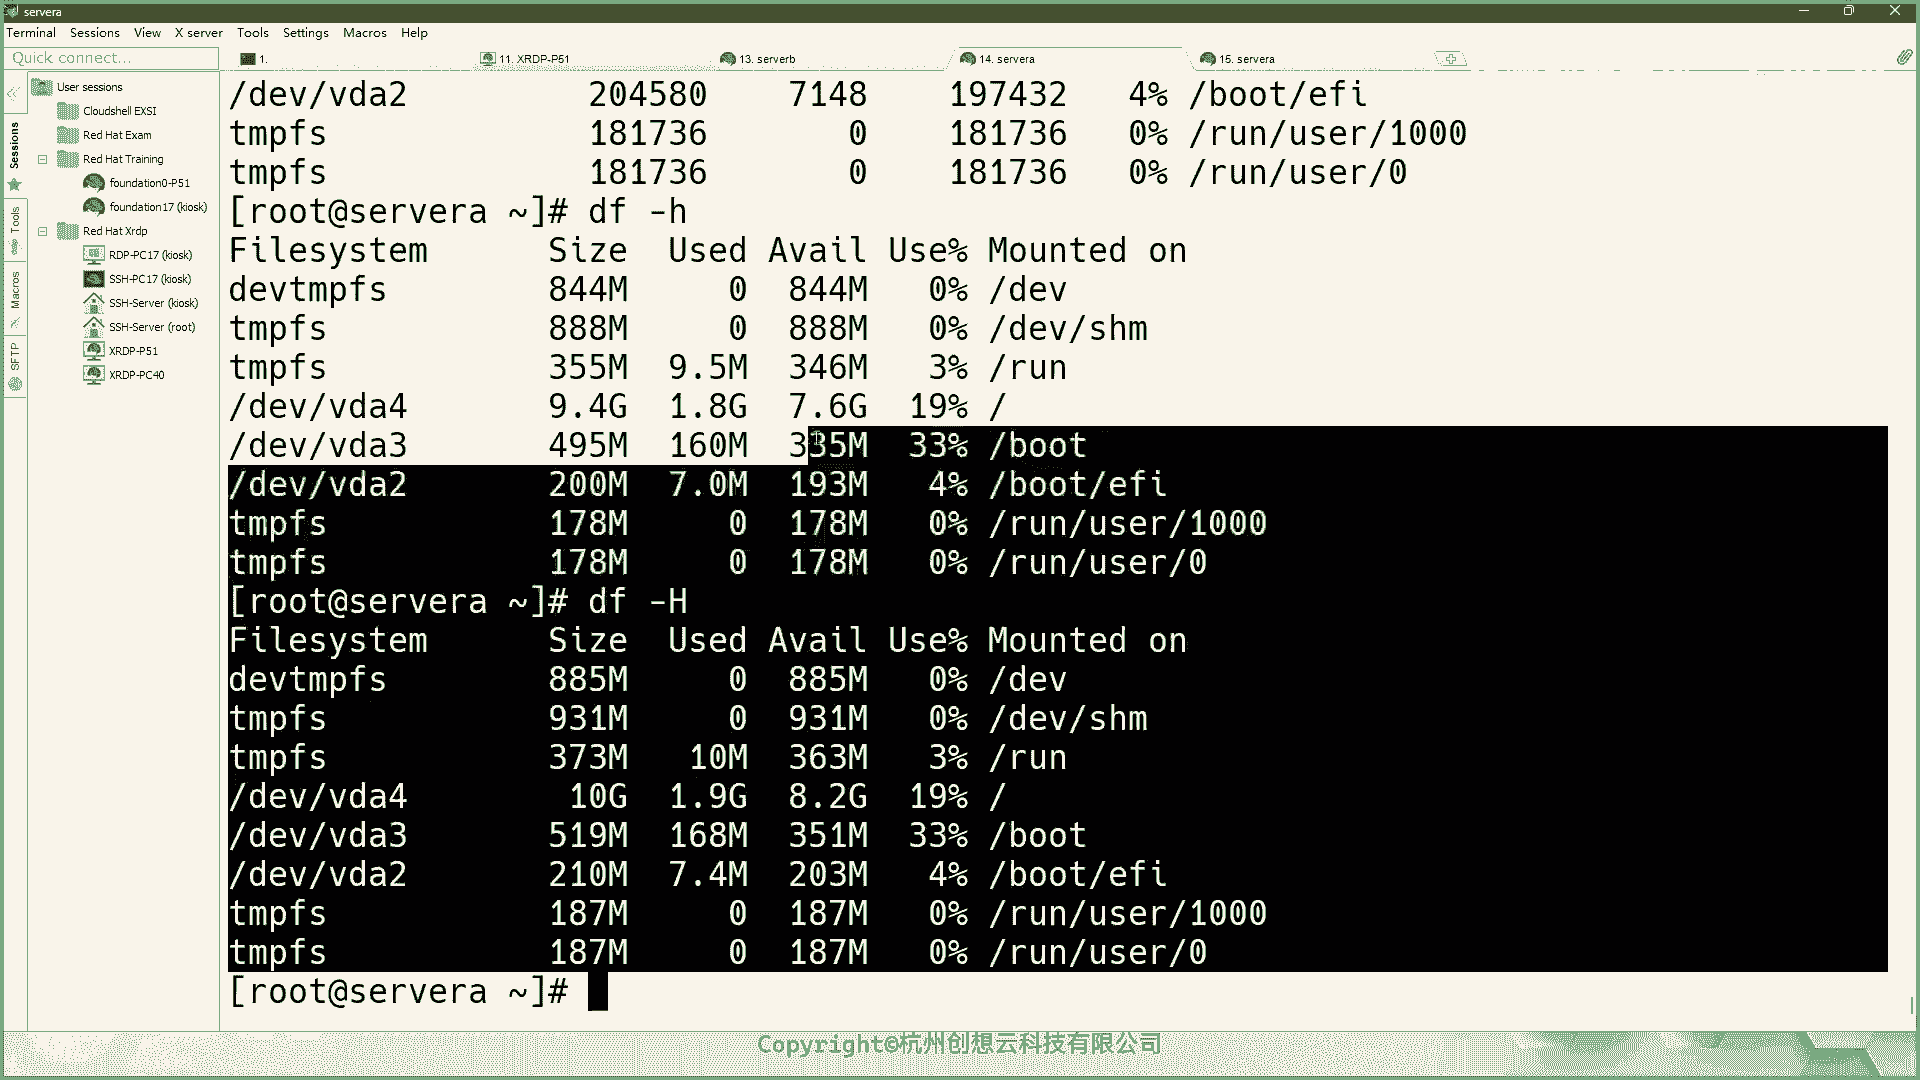 servera
Terminal Sessions View X server Tools Settings Macros Help
Quick connect...
1.
11. XRDP-P51
13. serverb
14. servera
15. servera
Sessions
Tools
Macros
SFTP
User sessions
Cloudshell EXSI
Red Hat Exam
Red Hat Training
foundation0-P51
foundation17 (kiosk)
Red Hat Xrdp
RDP-PC17 (kiosk)
SSH-PC17 (kiosk)
SSH-Server (kiosk)
SSH-Server (root)
XRDP-P51
XRDP-PC40
/dev/vda2 204580 7148 197432 4% /boot/efi
tmpfs 181736 0 181736 0% /run/user/1000
tmpfs 181736 0 181736 0% /run/user/0
[root@servera ~]# df -h
Filesystem Size Used Avail Use% Mounted on
devtmpfs 844M 0 844M 0% /dev
tmpfs 888M 0 888M 0% /dev/shm
tmpfs 355M 9.5M 346M 3% /run
/dev/vda4 9.4G 1.8G 7.6G 19% /
/dev/vda3 495M 160M 335M 33% /boot
/dev/vda2 200M 7.0M 193M 4% /boot/efi
tmpfs 178M 0 178M 0% /run/user/1000
tmpfs 178M 0 178M 0% /run/user/0
[root@servera ~]# df -H
Filesystem Size Used Avail Use% Mounted on
devtmpfs 885M 0 885M 0% /dev
tmpfs 931M 0 931M 0% /dev/shm
tmpfs 373M 10M 363M 3% /run
/dev/vda4 10G 1.9G 8.2G 19% /
/dev/vda3 519M 168M 351M 33% /boot
/dev/vda2 210M 7.4M 203M 4% /boot/efi
tmpfs 187M 0 187M 0% /run/user/1000
tmpfs 187M 0 187M 0% /run/user/0
[root@servera ~]#
Copyright©杭州创想云科技有限公司